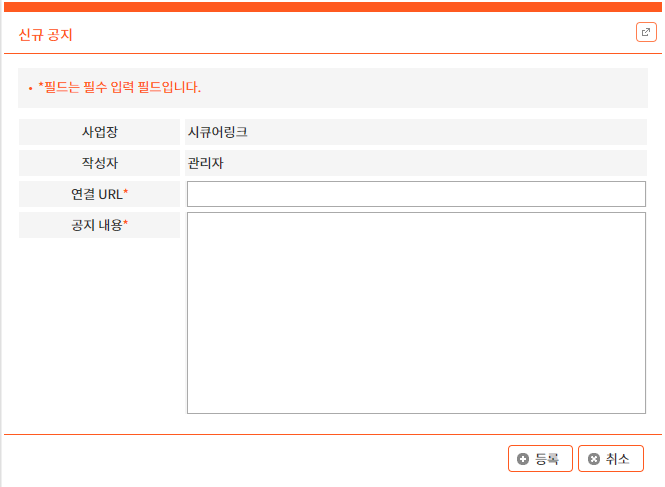 신규 공지
• *필드는 필수 입력 필드입니다.
사업장 시큐어링크
작성자 관리자
연결 URL*
공지 내용*
등록 취소